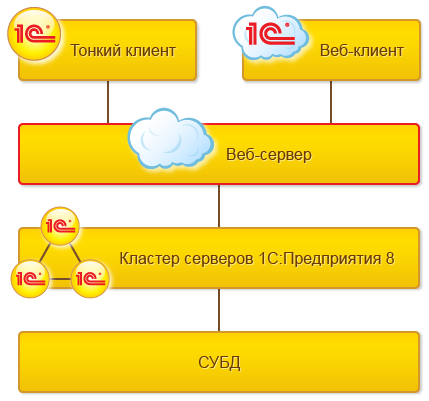 1С
Тонкий клиент
1С
Веб-клиент
Веб-сервер
1С
Кластер серверов 1С:Предприятия 8
1С
1С
СУБД